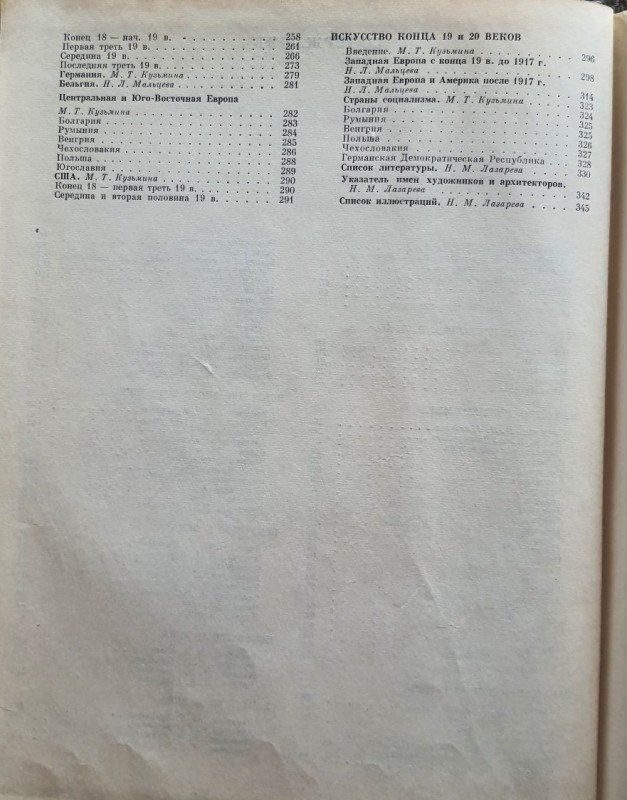 Конец 18 — нач. 19 в. . . . . . . . . . . . 258
Первая треть 19 в. . . . . . . . . . . . . 261
Середина 19 в. . . . . . . . . . . . . . . 266
Последняя треть 19 в. . . . . . . . . . . 273
Германия. М. Т. Кузьмина . . . . . . . . . 279
Бельгия. Н. Л. Мальцева . . . . . . . . . 281
Центральная и Юго-Восточная Европа
М. Т. Кузьмина . . . . . . . . . . . . . . 282
Болгария . . . . . . . . . . . . . . . . . 283
Румыния . . . . . . . . . . . . . . . . . 284
Венгрия . . . . . . . . . . . . . . . . . 285
Чехословакия . . . . . . . . . . . . . . . 286
Польша . . . . . . . . . . . . . . . . . . 288
Югославия . . . . . . . . . . . . . . . . 289
США. М. Т. Кузьмина . . . . . . . . . . . 290
Конец 18 — первая треть 19 в. . . . . . . 290
Середина и вторая половина 19 в. . . . . . 291
ИСКУССТВО КОНЦА 19 и 20 ВЕКОВ
Введение. М. Т. Кузьмина . . . . . . . . . 296
Западная Европа с конца 19 в. до 1917 г.
Н. Л. Мальцева . . . . . . . . . . . . . . 298
Западная Европа и Америка после 1917 г.
Н. Л. Мальцева . . . . . . . . . . . . . . 314
Страны социализма. М. Т. Кузьмина . . . . 323
Болгария . . . . . . . . . . . . . . . . . 324
Румыния . . . . . . . . . . . . . . . . . 325
Венгрия . . . . . . . . . . . . . . . . . 325
Польша . . . . . . . . . . . . . . . . . . 326
Чехословакия . . . . . . . . . . . . . . . 327
Германская Демократическая Республика . . 328
Список литературы. Н. М. Лазарева . . . . 330
Указатель имен художников и архитекторов.
Н. М. Лазарева . . . . . . . . . . . . . . 342
Список иллюстраций. Н. М. Лазарева . . . . 345